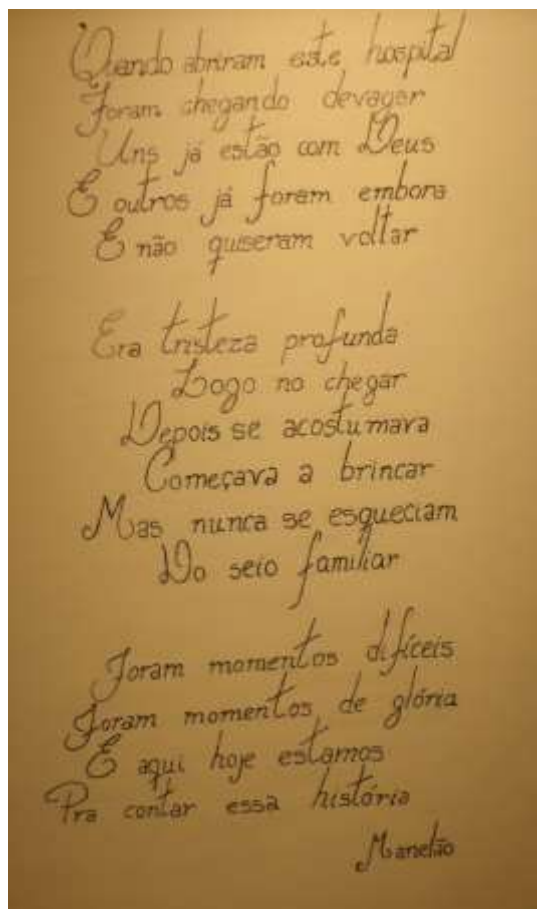 Quando abriram este hospital
Foram chegando devagar
Uns já estão com Deus
E outros já foram embora
E não quiseram voltar
Era tristeza profunda
Logo no chegar
Depois se acostumava
Começava a brincar
Mas nunca se esqueciam
Do seio familiar
Foram momentos difíceis
Foram momentos de glória
E aqui hoje estamos
Pra contar essa história
Manelão